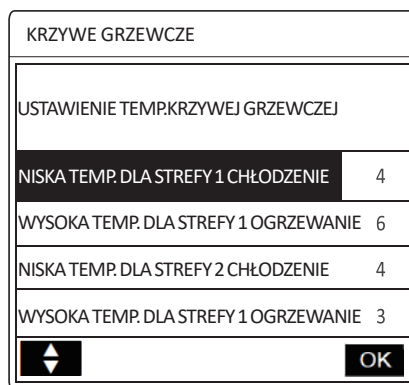 KRZYWE GRZEWCZE
USTAWIENIE TEMP.KRZYWEJ GRZEWCZEJ
NISKA TEMP. DLA STREFY 1 CHŁODZENIE 4
WYSOKA TEMP. DLA STREFY 1 OGRZEWANIE 6
NISKA TEMP. DLA STREFY 2 CHŁODZENIE 4
WYSOKA TEMP. DLA STREFY 1 OGRZEWANIE 3
OK